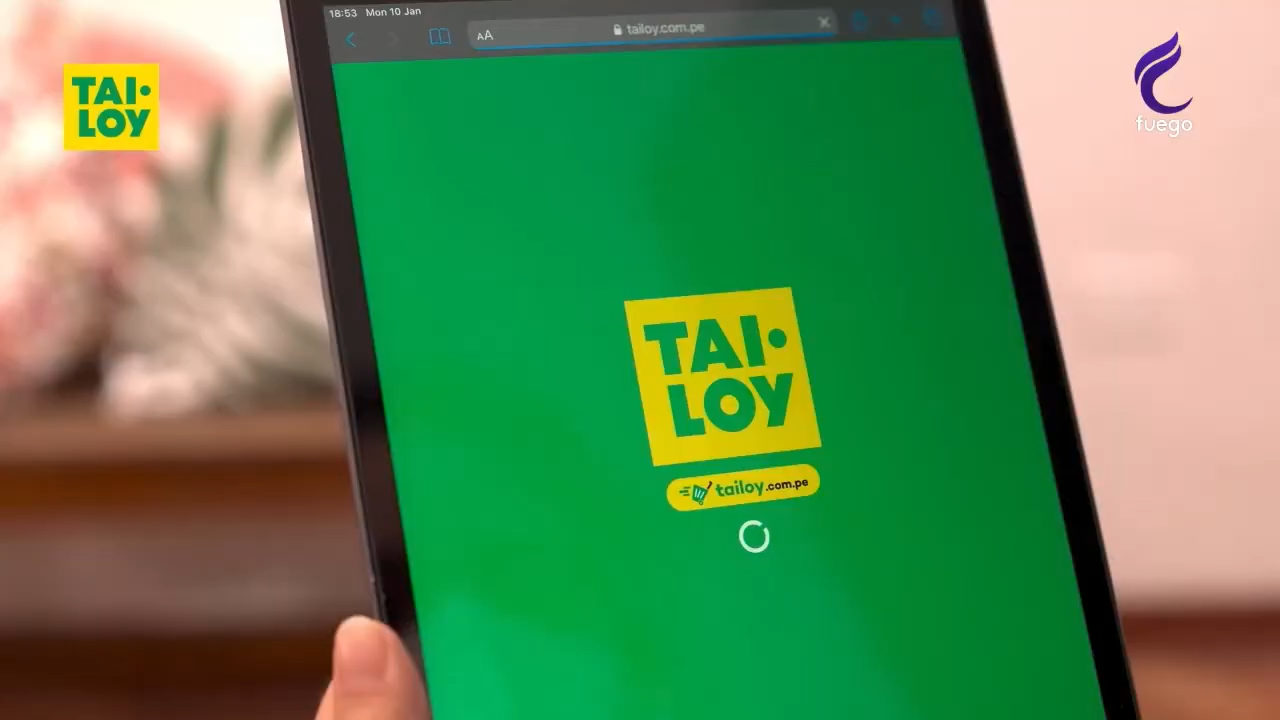 18:53 Mon 10 Jan
AA tailoy.com.pe
TAI•
LOY
fuego
TAI•
LOY
tailoy.com.pe